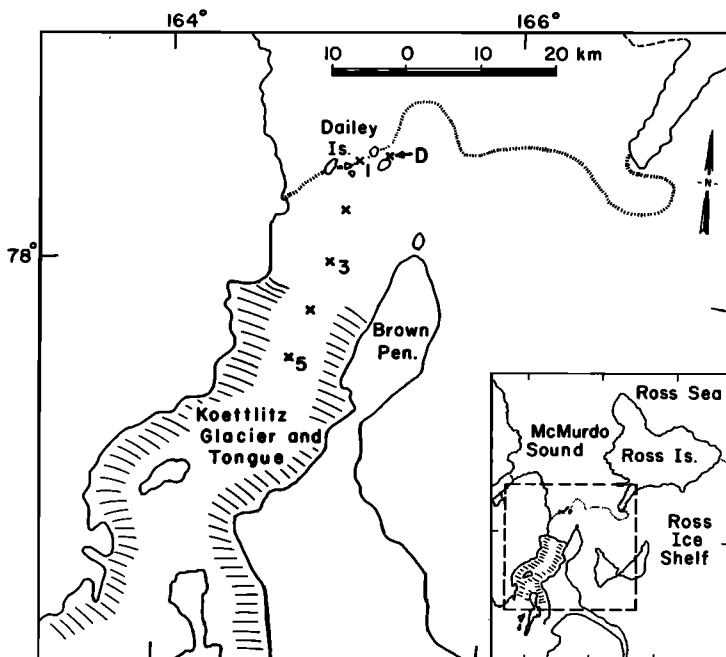 164°
166°
10 0 10 20 km
Dailey
Is.
D
1
N
78°
3
Brown
Pen.
5
Koettlitz
Glacier and
Tongue
Ross Sea
McMurdo
Sound
Ross Is.
Ross
Ice
Shelf